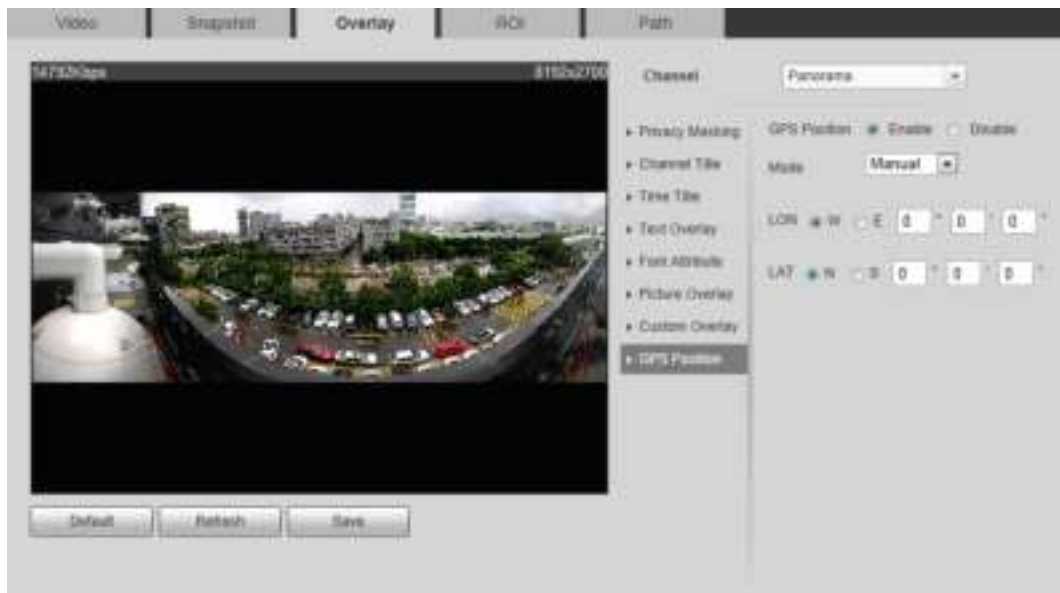 Video Snapshot Overlay ROI Path
14792Kbps 8192x2700
Channel Panorama
Privacy Masking
Channel Title
Time Title
Text Overlay
Font Attribute
Picture Overlay
Custom Overlay
GPS Position
GPS Position Enable Disable
Mode Manual
LON W E 0 ° 0 ' 0 "
LAT N S 0 ° 0 ' 0 "
Default Refresh Save